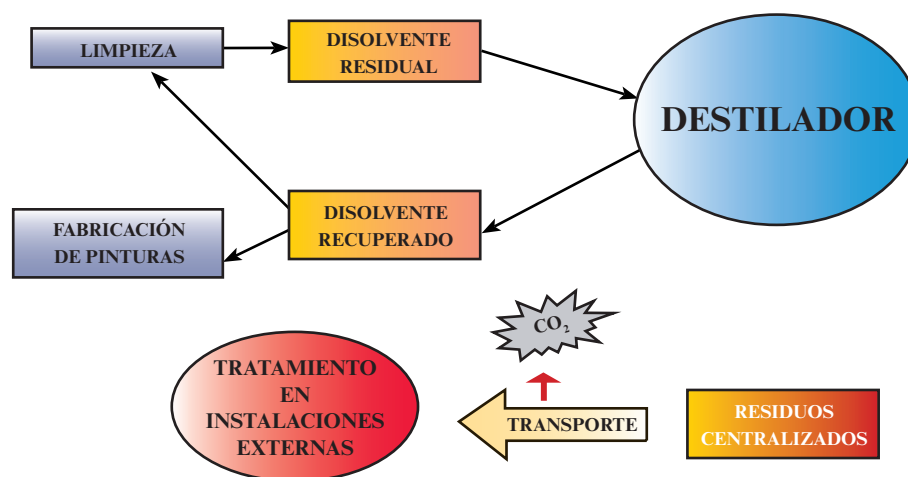 LIMPIEZA
DISOLVENTE
RESIDUAL
DESTILADOR
FABRICACIÓN
DE PINTURAS
DISOLVENTE
RECUPERADO
CO₂
TRATAMIENTO
EN
INSTALACIONES
EXTERNAS
TRANSPORTE
RESIDUOS
CENTRALIZADOS